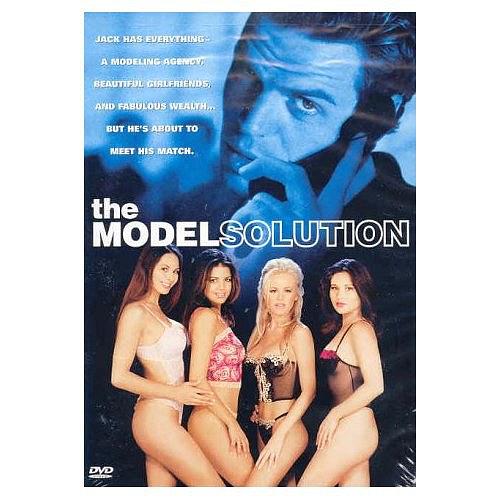 JACK HAS EVERYTHING-
A MODELING AGENCY,
BEAUTIFUL GIRLFRIENDS,
AND FABULOUS WEALTH...
BUT HE'S ABOUT TO
MEET HIS MATCH.
the
MODELSOLUTION
DVD